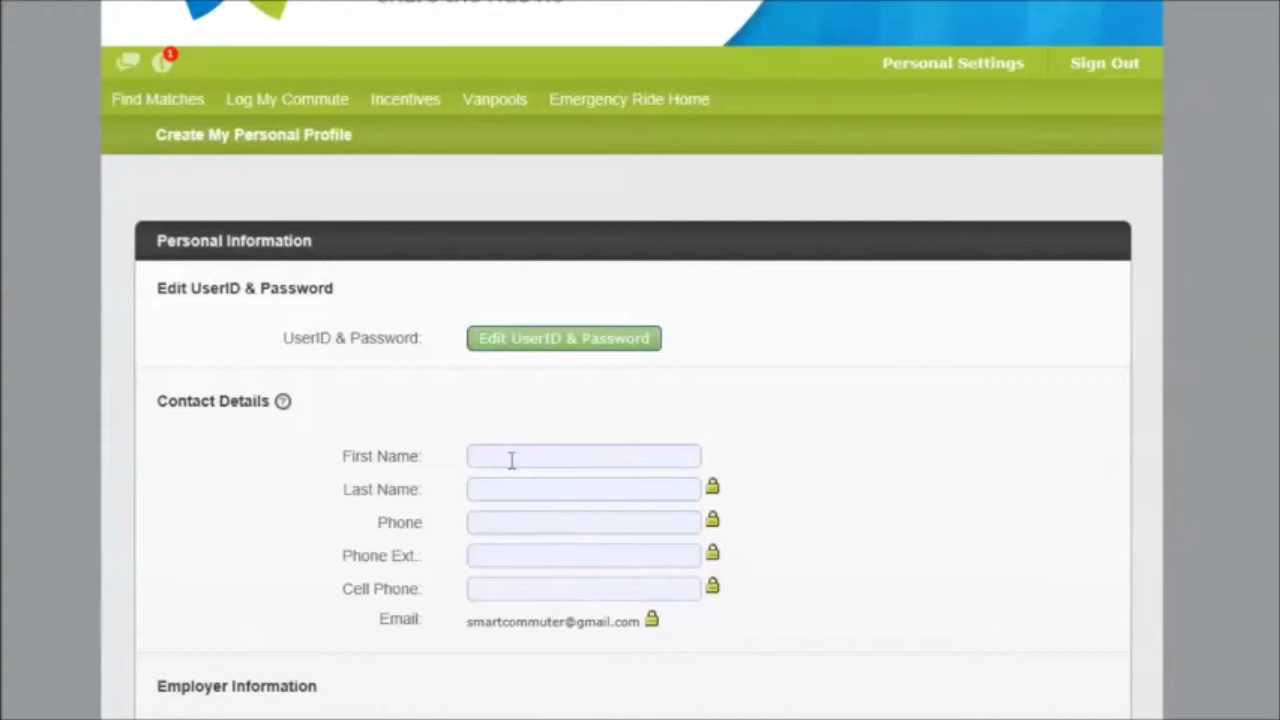 1
Personal Settings
Sign Out
Find Matches
Log My Commute
Incentives
Vanpools
Emergency Ride Home
Create My Personal Profile
Personal Information
Edit UserID & Password
UserID & Password:
Edit UserID & Password
Contact Details ?
First Name:
Last Name:
Phone
Phone Ext.:
Cell Phone:
Email:
smartcommuter@gmail.com
Employer Information